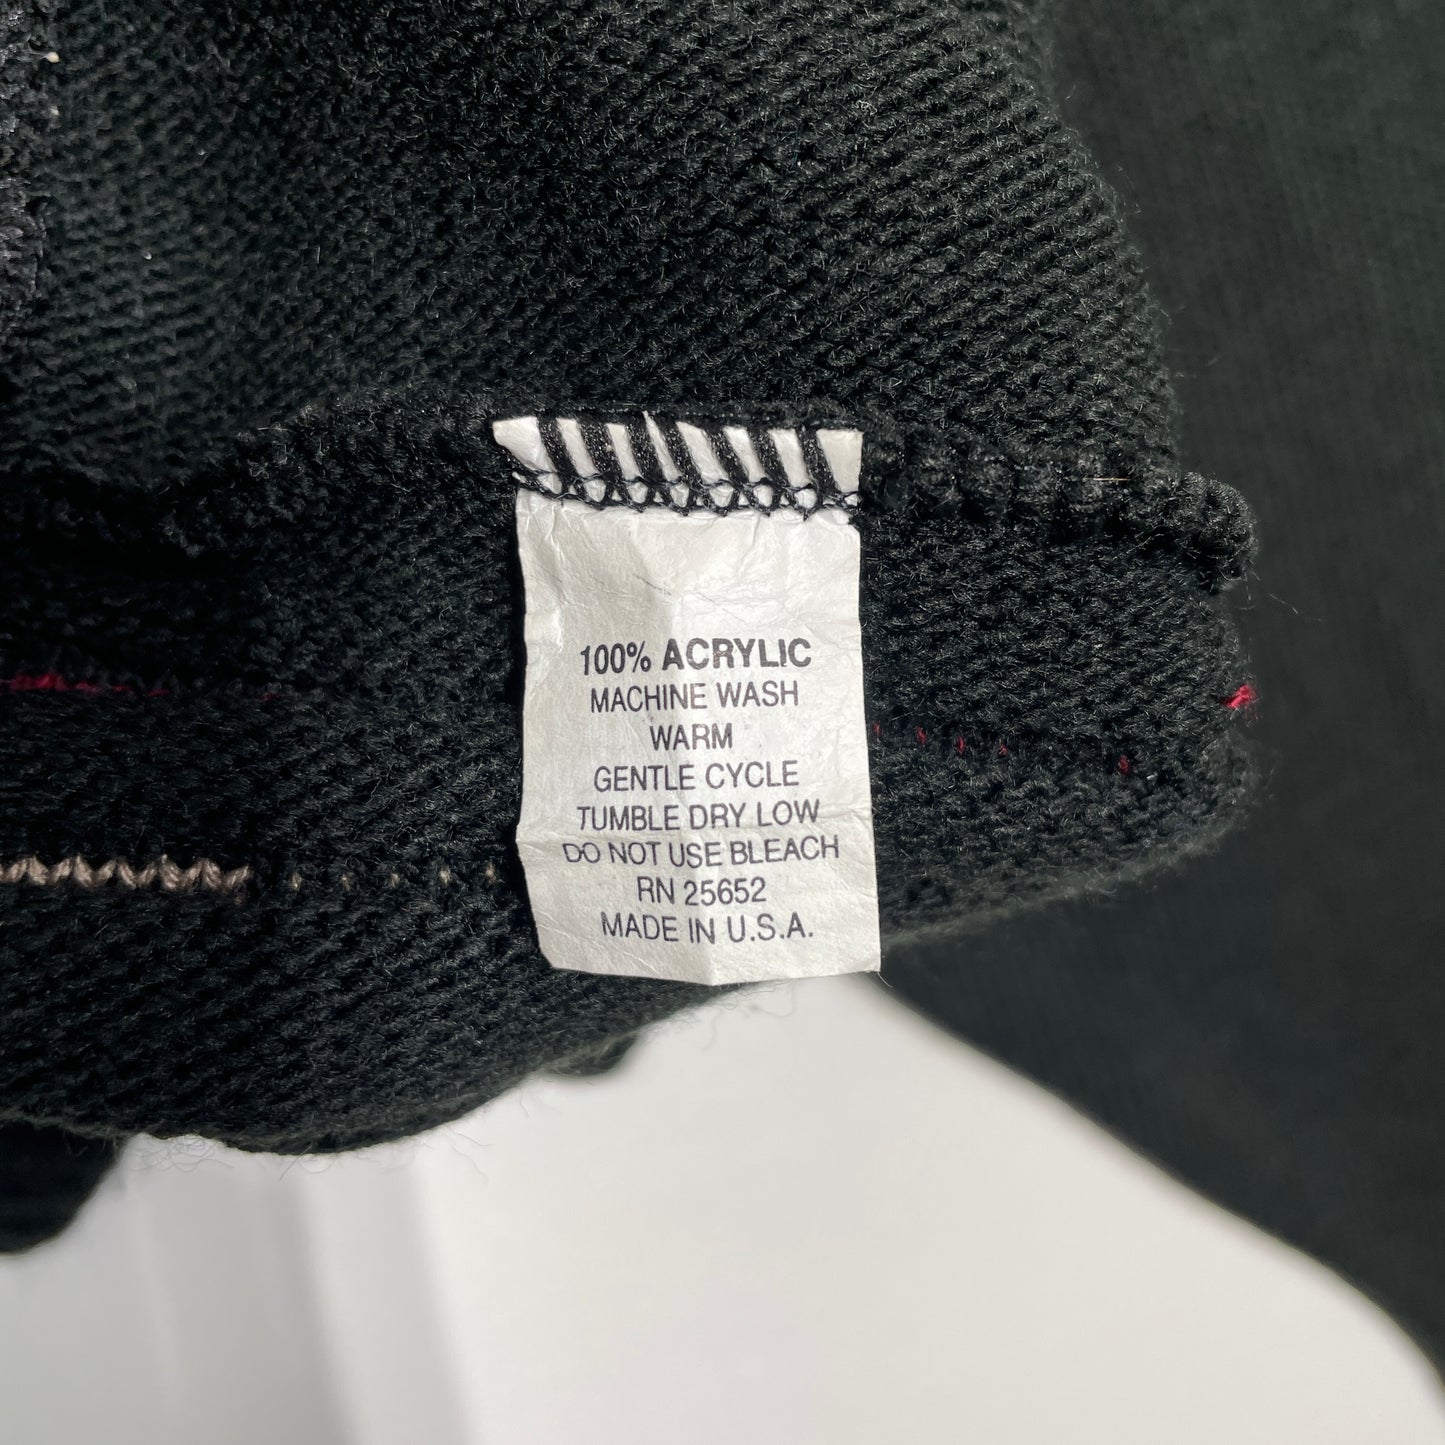 100% ACRYLIC
MACHINE WASH
WARM
GENTLE CYCLE
TUMBLE DRY LOW
DO NOT USE BLEACH
RN 25652
MADE IN U.S.A.